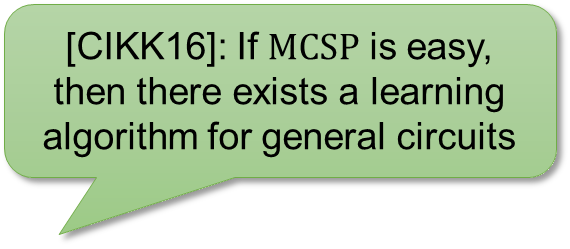 [CIKK16]: If MCSP is easy,
then there exists a learning
algorithm for general circuits